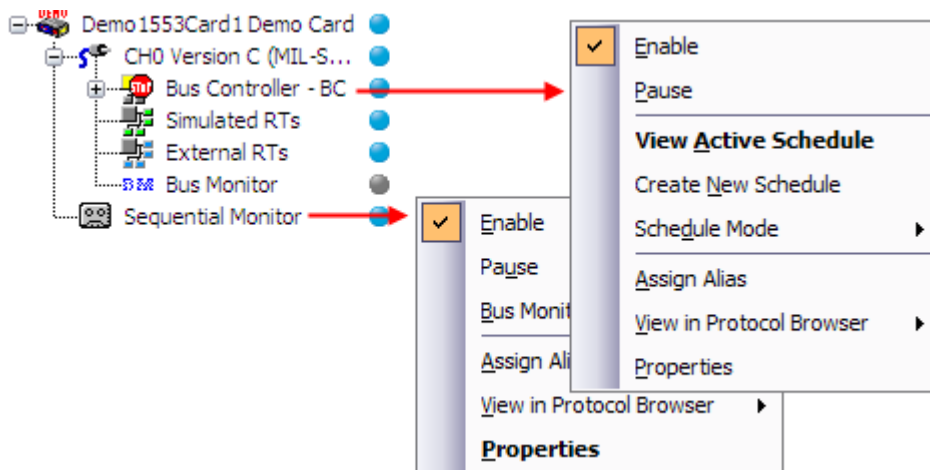 DEMO
Demo1553Card1 Demo Card
CH0 Version C (MIL-S...
Bus Controller - BC
Simulated RTs
External RTs
BM Bus Monitor
Sequential Monitor
Enable
Pause
View Active Schedule
Create New Schedule
Schedule Mode
Assign Alias
View in Protocol Browser
Properties
Enable
Pause
Bus Monit
Assign Ali
View in Protocol Browser
Properties